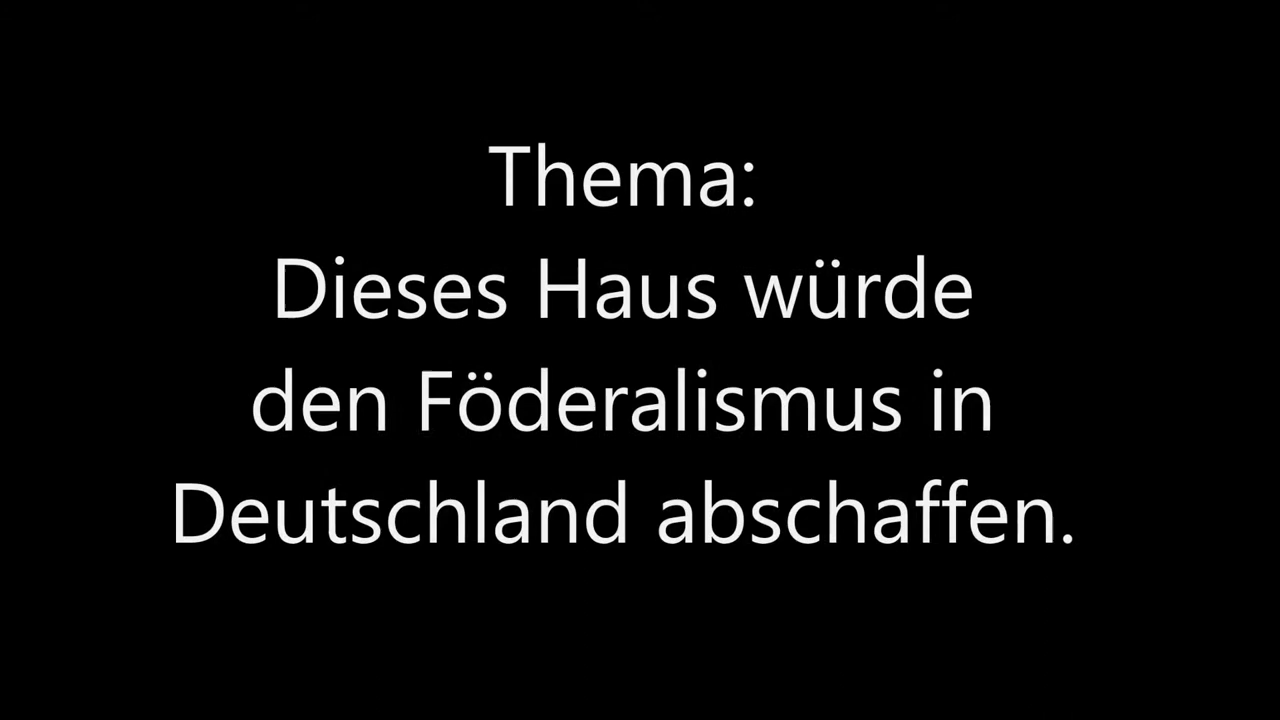 Thema:
Dieses Haus würde
den Föderalismus in
Deutschland abschaffen.